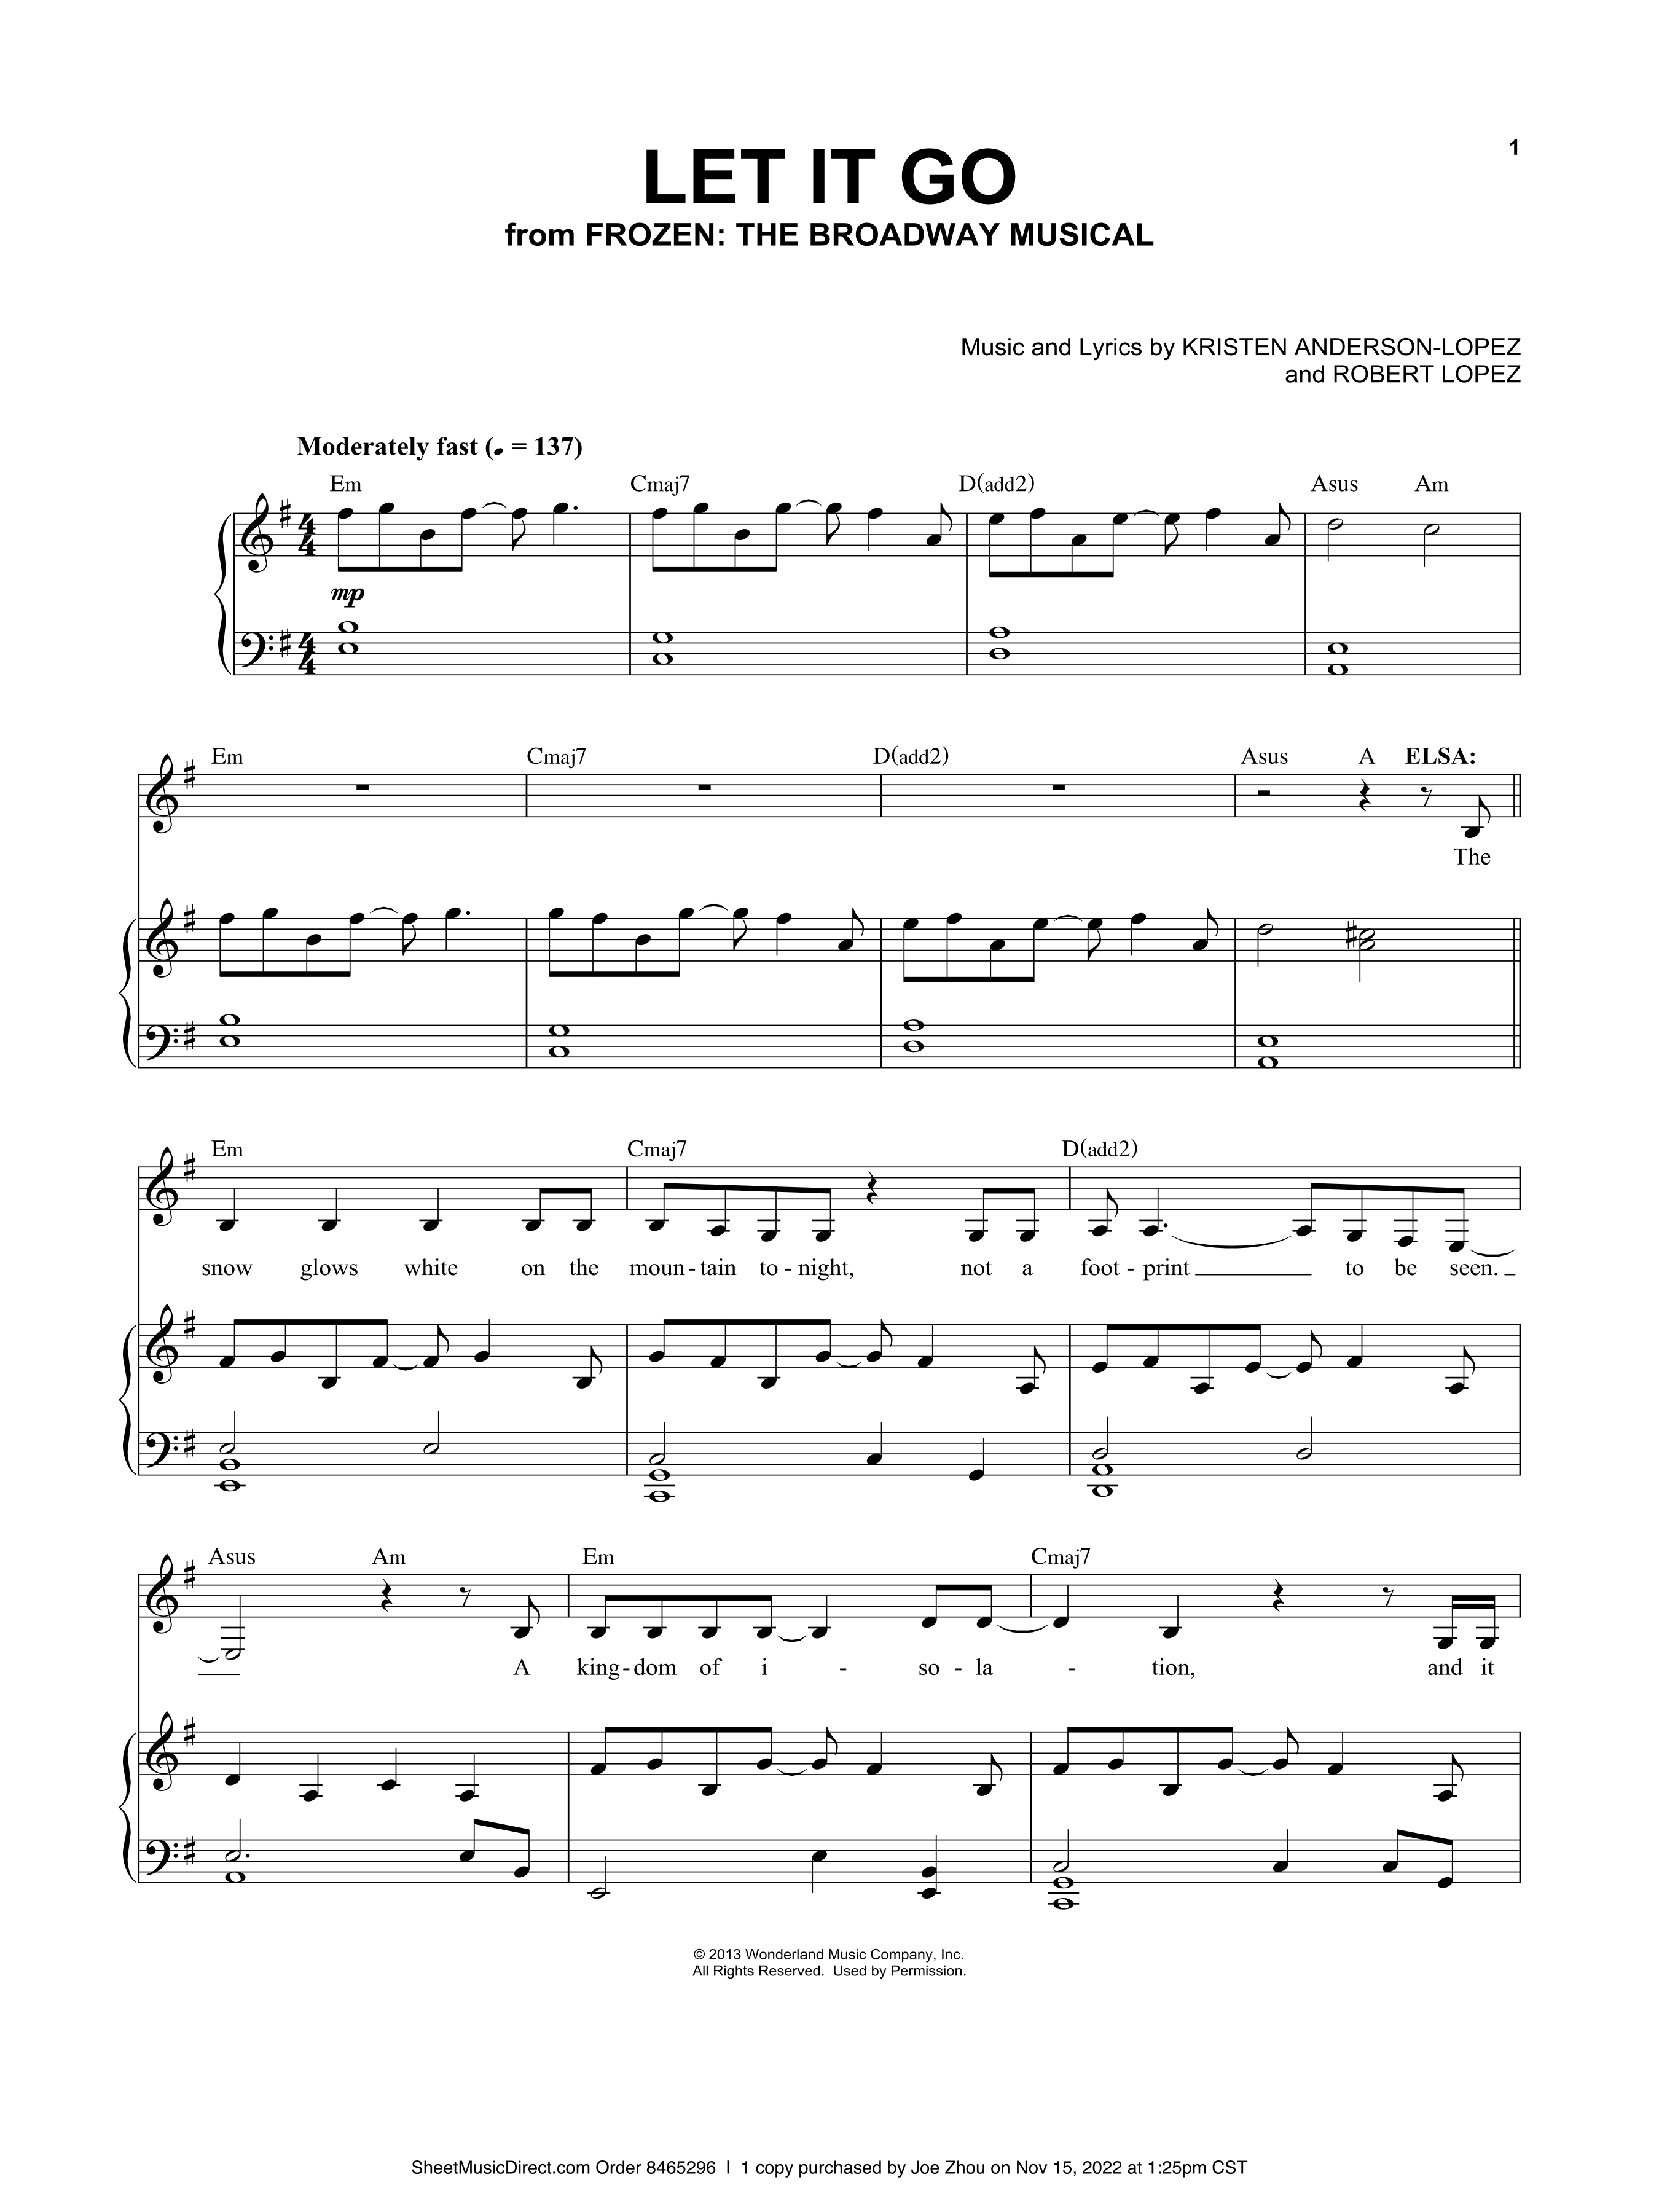 1
LET IT GO
from FROZEN: THE BROADWAY MUSICAL
Music and Lyrics by KRISTEN ANDERSON-LOPEZ
and ROBERT LOPEZ
Moderately fast (♩ = 137)
Em Cmaj7 D(add2) Asus Am
4 4
mp
4 4
Em Cmaj7 D(add2) Asus A ELSA:
The
Em Cmaj7 D(add2)
snow glows white on the moun - tain to - night, not a foot - print to be seen.
Asus Am Em Cmaj7
A king - dom of i - so - la - tion, and it
© 2013 Wonderland Music Company, Inc.
All Rights Reserved. Used by Permission.
SheetMusicDirect.com Order 8465296 | 1 copy purchased by Joe Zhou on Nov 15, 2022 at 1:25pm CST